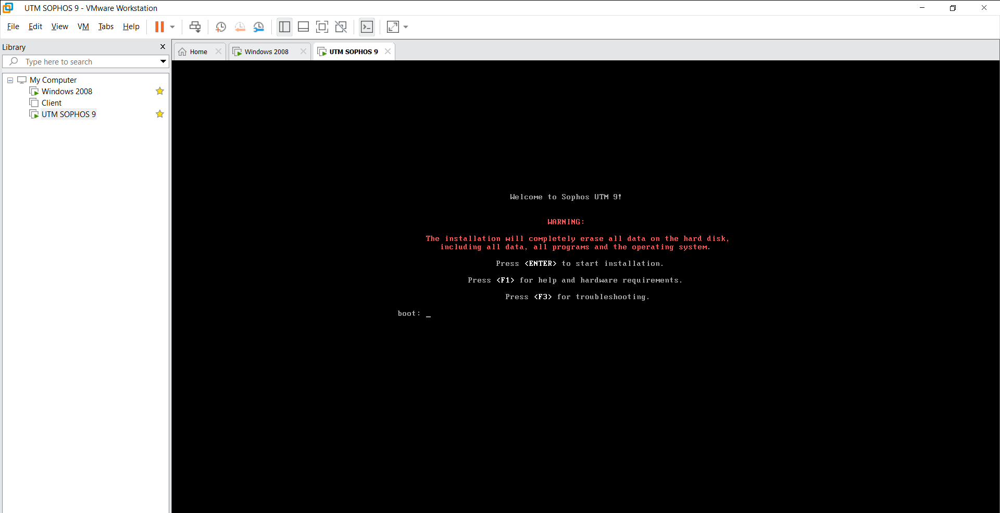 UTM SOPHOS 9 - VMware Workstation
File Edit View VM Tabs Help
Library
Type here to search
My Computer
Windows 2008
Client
UTM SOPHOS 9
Home
Windows 2008
UTM SOPHOS 9
Welcome to Sophos UTM 9!
WARNING:
The installation will completely erase all data on the hard disk,
including all data, all programs and the operating system.
Press <ENTER> to start installation.
Press <F1> for help and hardware requirements.
Press <F3> for troubleshooting.
boot: _